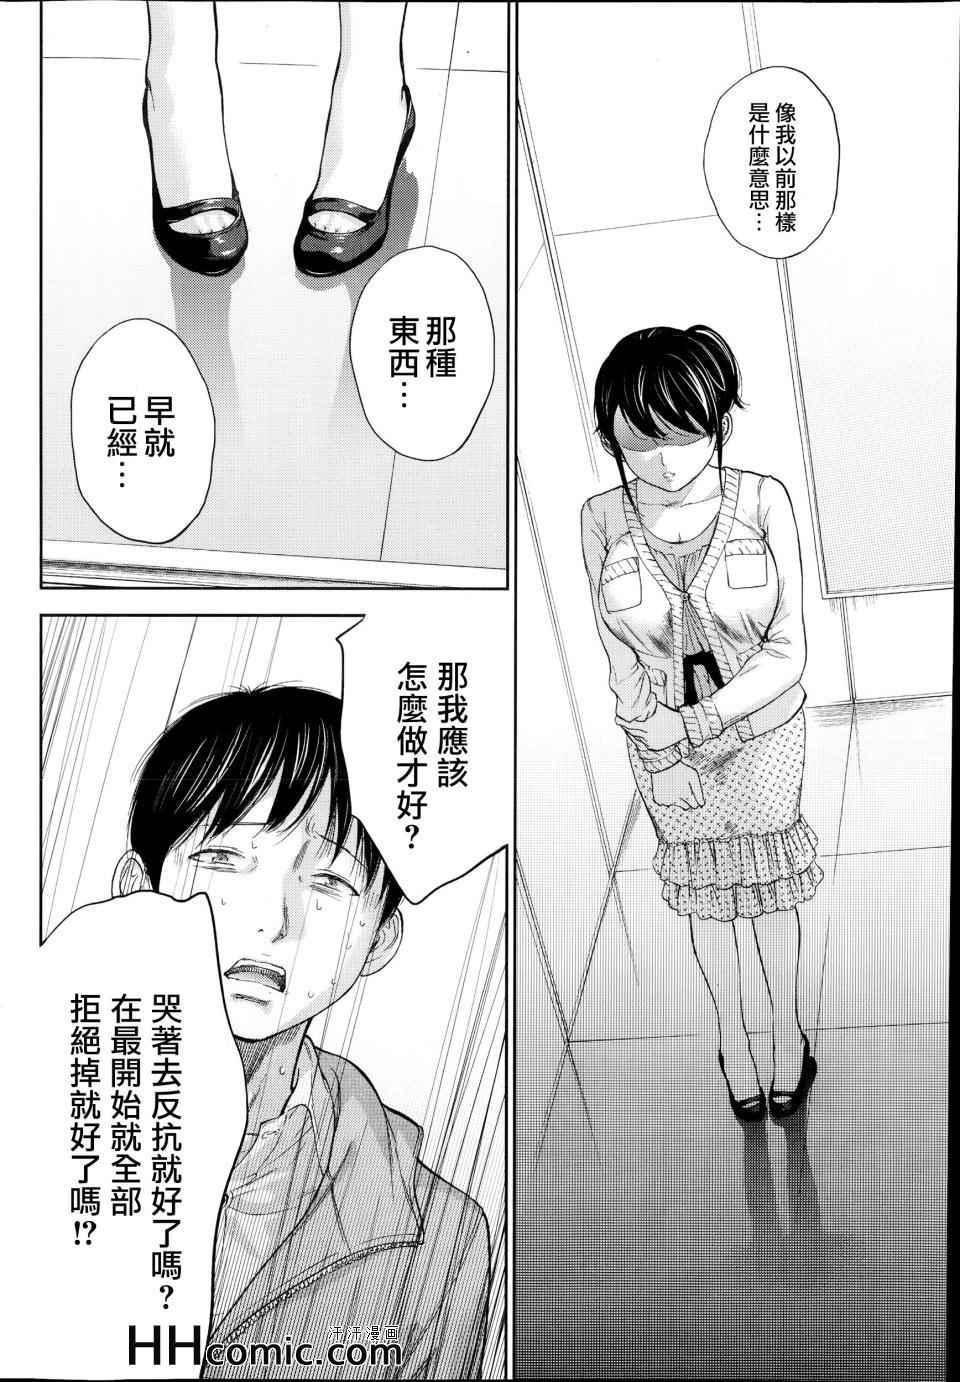 像我以前那樣
是什麼意思…
那種
東西…
早就
已經…
那我應該
怎麼做才好？
哭著去反抗就好了嗎？
在最開始就全部
拒絕掉就好了嗎!?
汗汗漫画
HHcomic.com